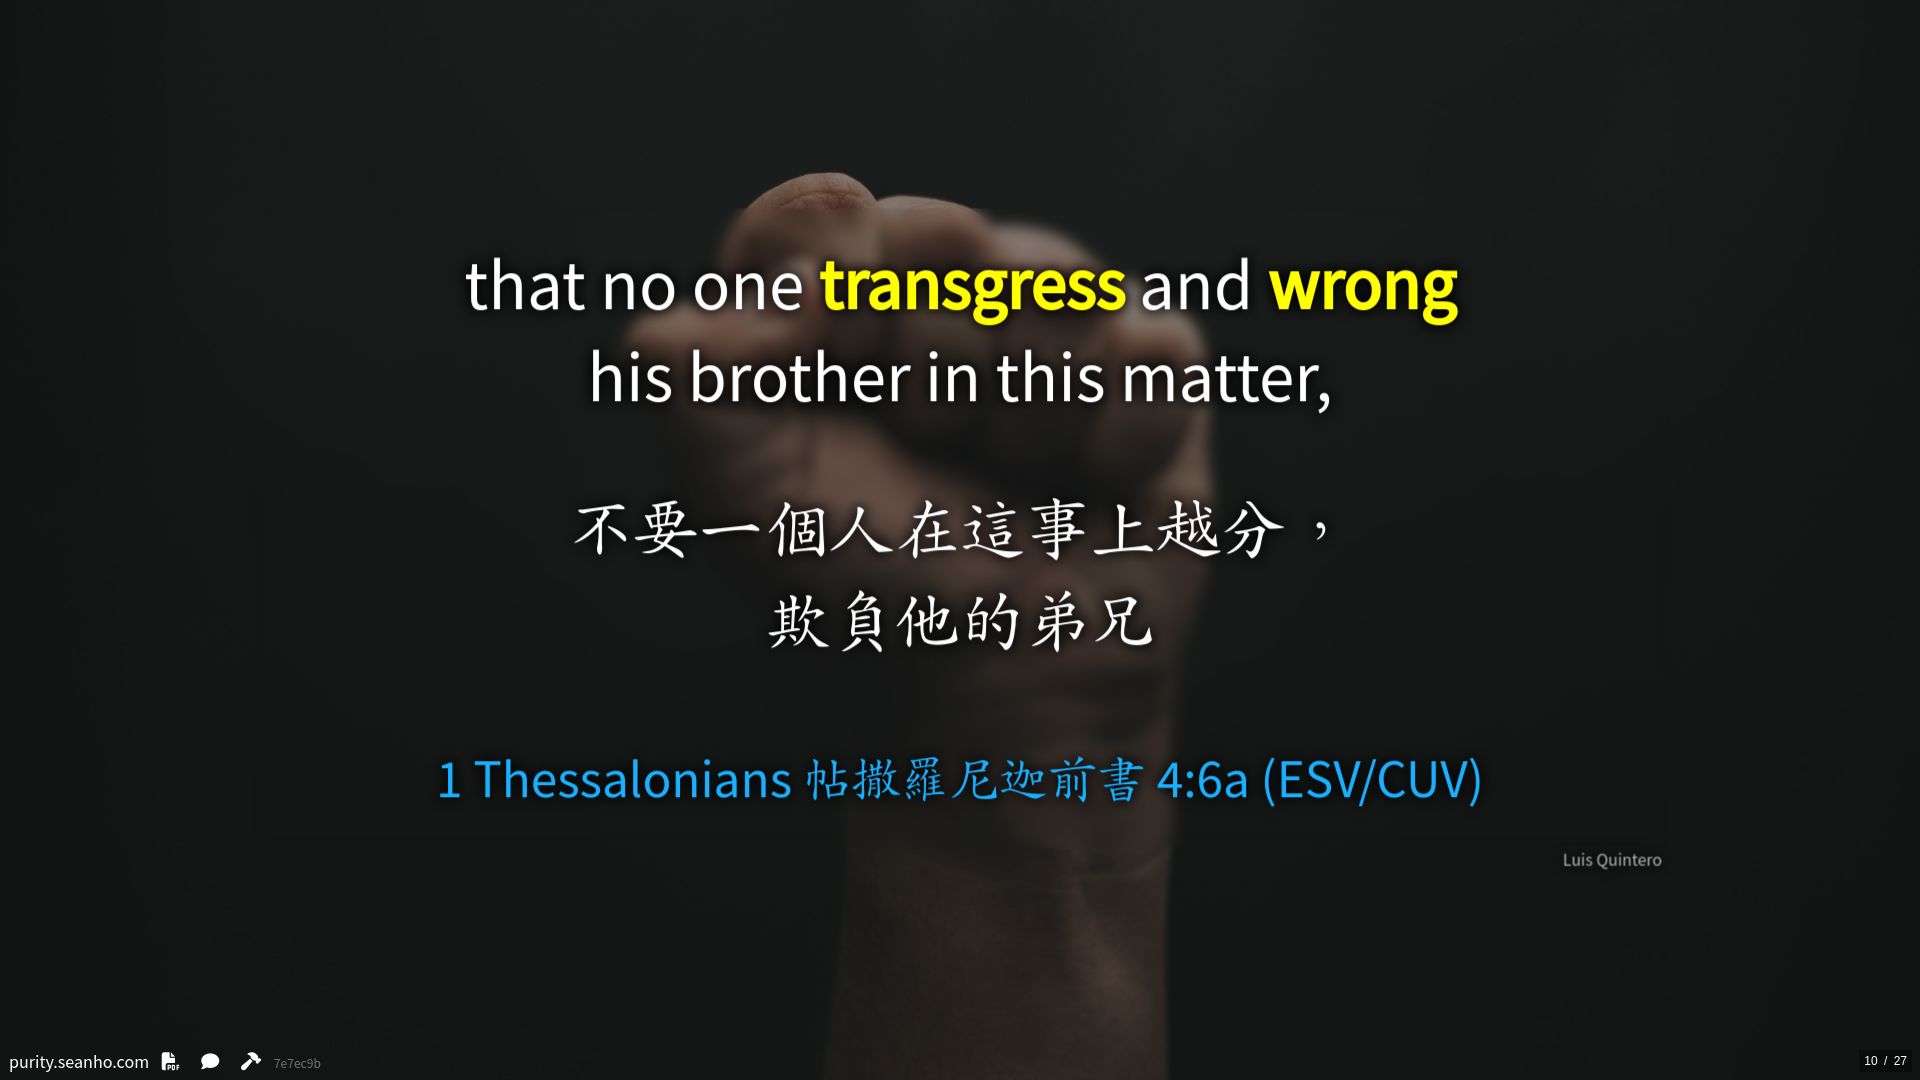 that no one transgress and wrong
his brother in this matter,
不要一個人在這事上越分，
欺負他的弟兄
1 Thessalonians 帖撒羅尼迦前書 4:6a (ESV/CUV)
Luis Quintero
purity.seanho.com 7e7ec9b
10 / 27